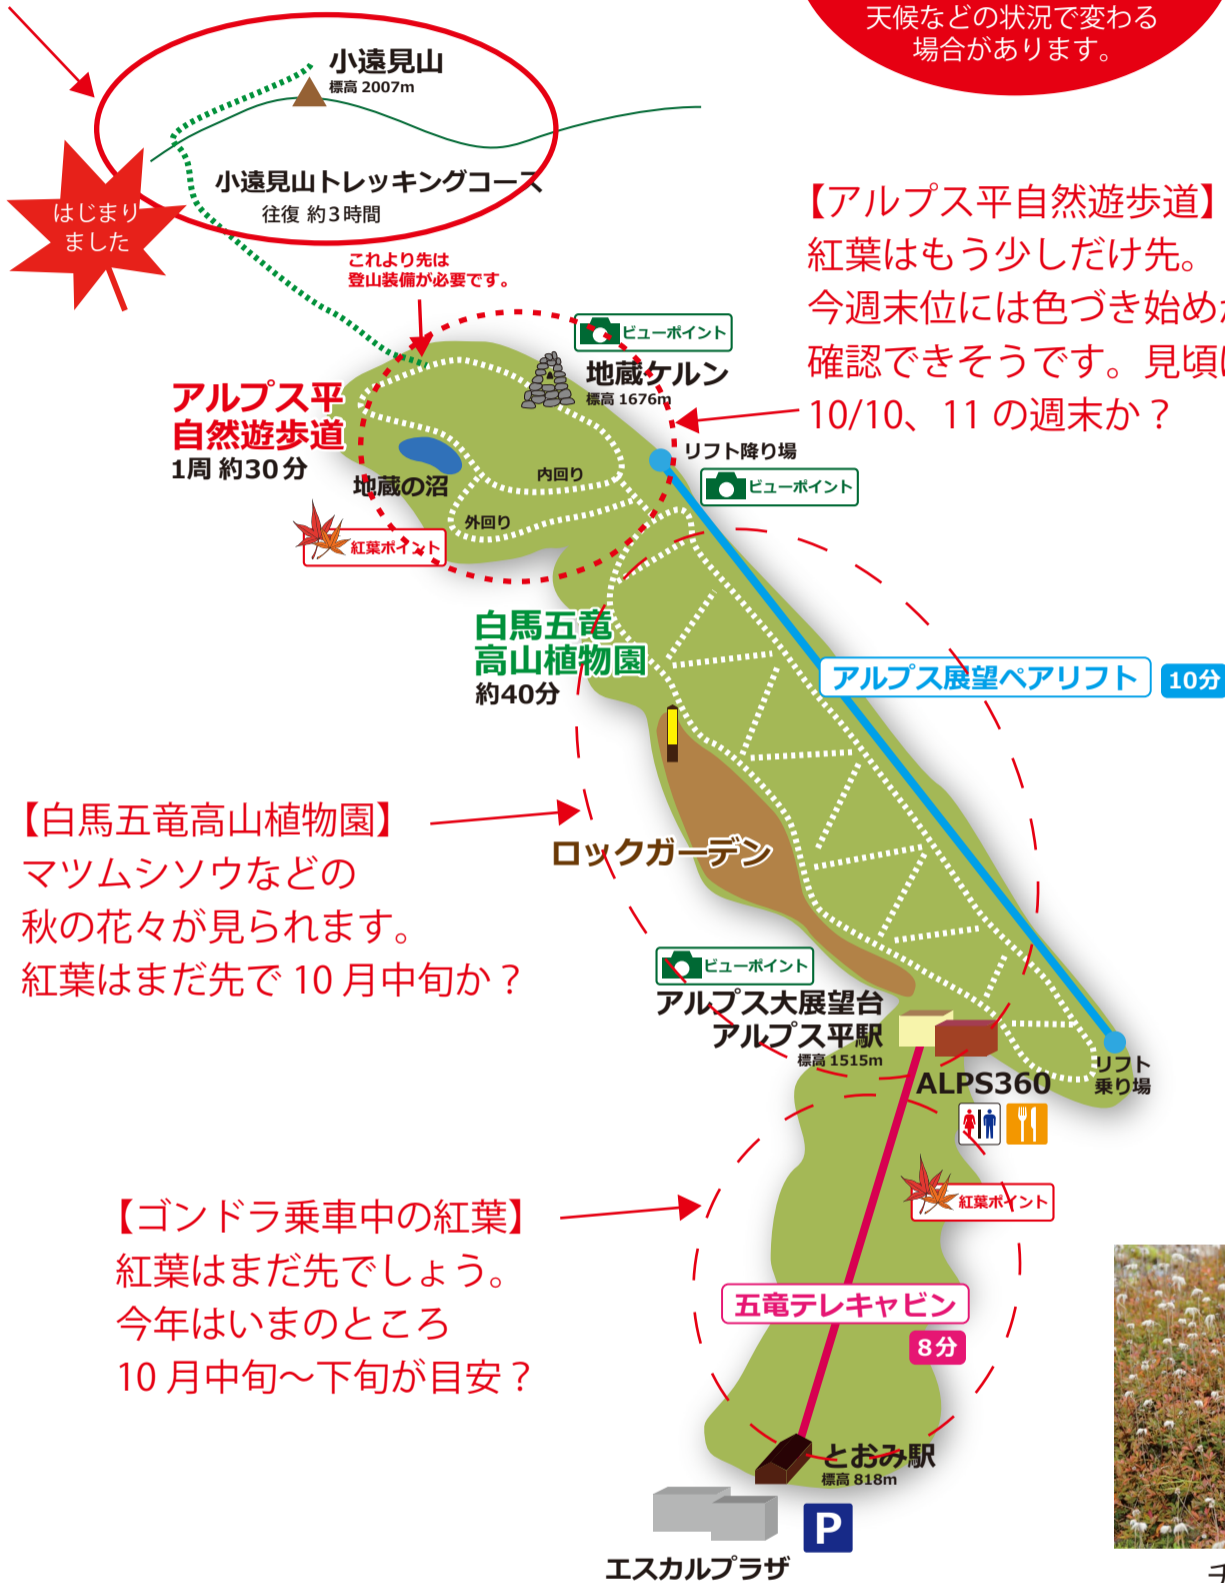 天候などの状況で変わる
場合があります。
小遠見山
標高 2007m
小遠見山トレッキングコース
往復 約3時間
はじまり
ました
これより先は
登山装備が必要です。
【アルプス平自然遊歩道】
紅葉はもう少しだけ先。
今週末位には色づき始めが
確認できそうです。見頃は
10/10、11 の週末か？
ビューポイント
地蔵ケルン
標高 1676m
アルプス平
自然遊歩道
1周 約30分
リフト降り場
ビューポイント
地蔵の沼
内回り
外回り
紅葉ポイント
白馬五竜
高山植物園
約40分
アルプス展望ペアリフト
10分
【白馬五竜高山植物園】
マツムシソウなどの
秋の花々が見られます。
紅葉はまだ先で 10 月中旬か？
ロックガーデン
ビューポイント
アルプス大展望台
アルプス平駅
標高 1515m
ALPS360
リフト
乗り場
紅葉ポイント
【ゴンドラ乗車中の紅葉】
紅葉はまだ先でしょう。
今年はいまのところ
10 月中旬～下旬が目安？
五竜テレキャビン
8分
とおみ駅
標高 818m
P
エスカルプラザ